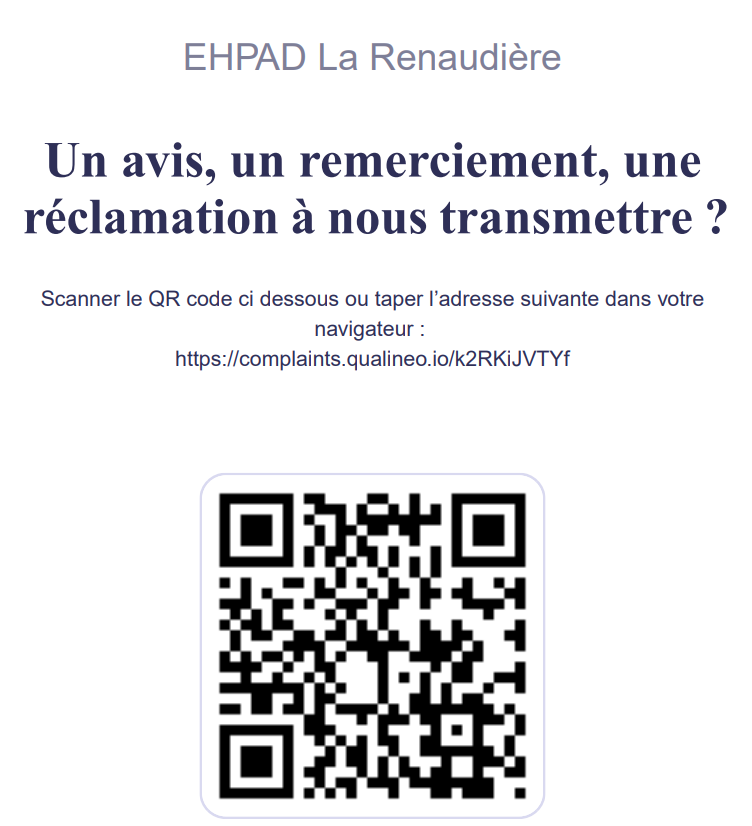 EHPAD La Renaudière
Un avis, un remerciement, une
réclamation à nous transmettre ?
Scanner le QR code ci dessous ou taper l’adresse suivante dans votre
navigateur :
https://complaints.qualineo.io/k2RKiJVTYf